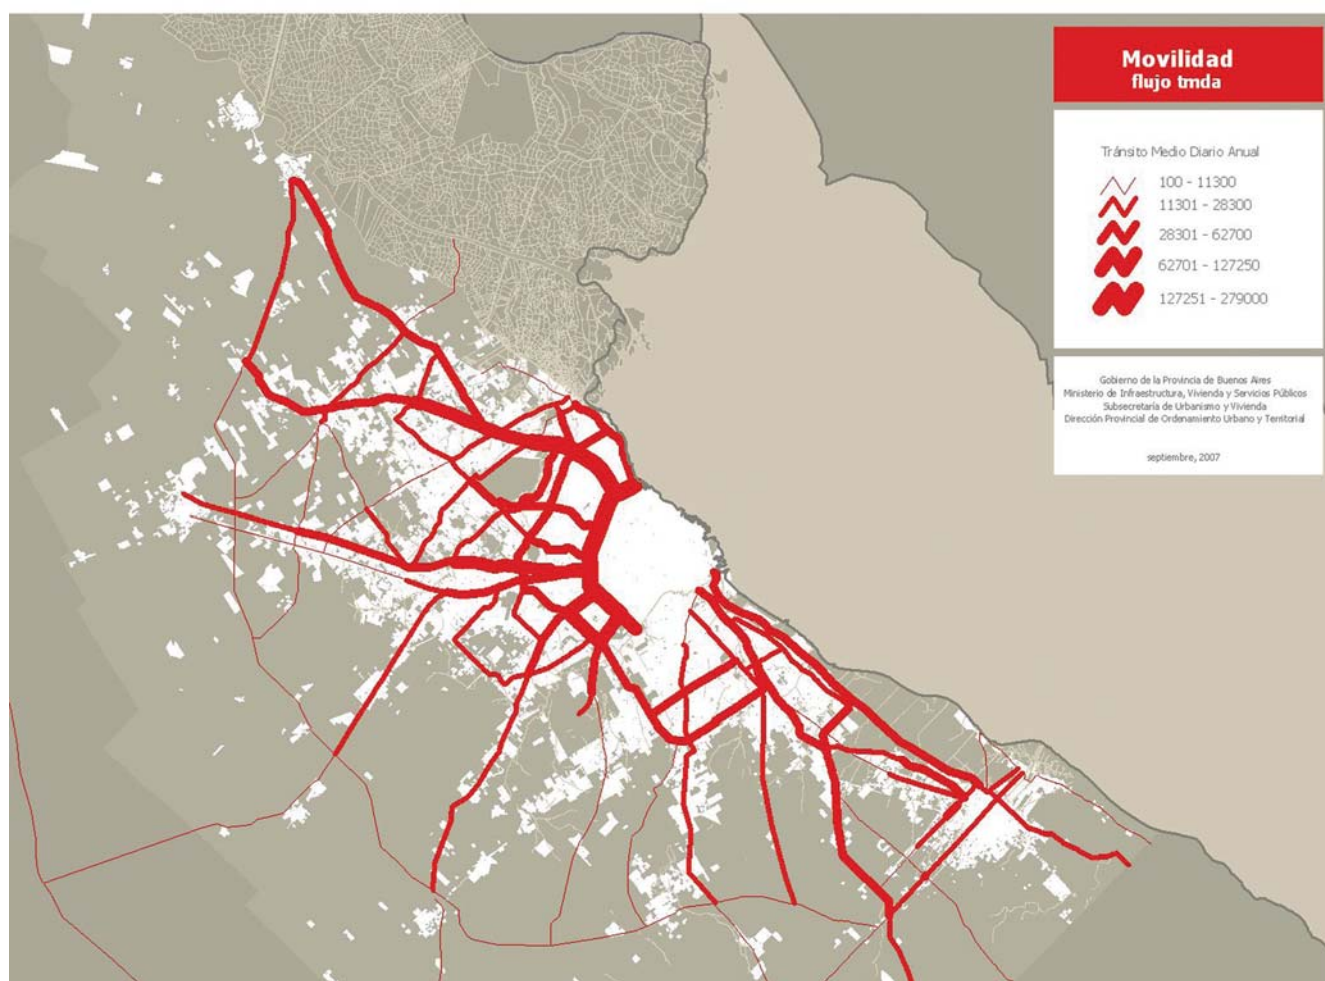 Movilidad
flujo tmda
Tránsito Medio Diario Anual
100 - 11300
11301 - 28300
28301 - 62700
62701 - 127250
127251 - 279000
Gobierno de la Provincia de Buenos Aires
Ministerio de Infraestructura, Vivienda y Servicios Públicos
Subsecretaría de Urbanismo y Vivienda
Dirección Provincial de Ordenamiento Urbano y Territorial
septiembre, 2007